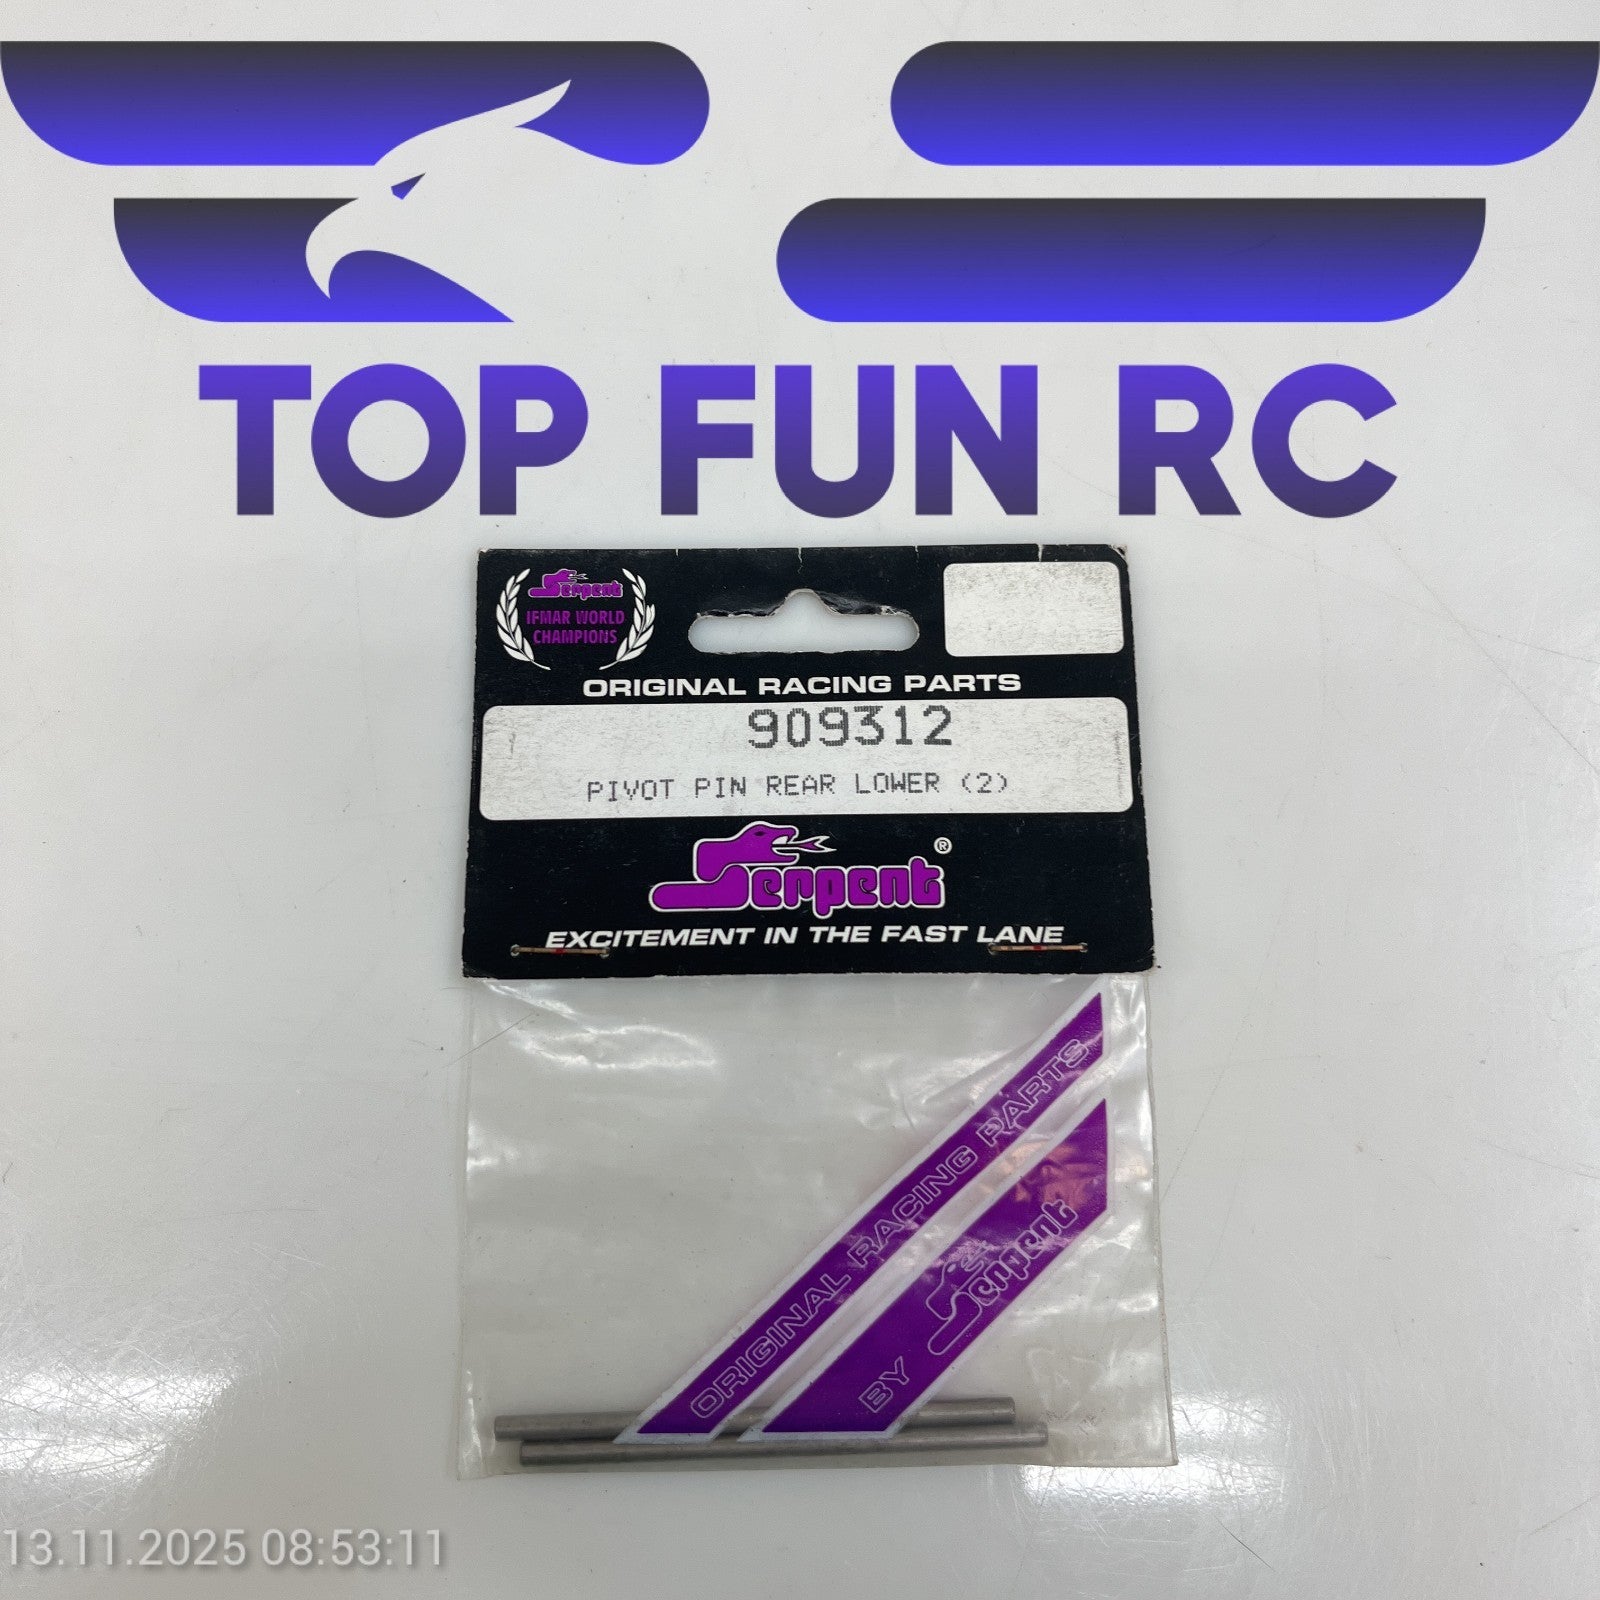 TOP FUN RC
Serpent
IFMAR WORLD
CHAMPIONS
ORIGINAL RACING PARTS
909312
PIVOT PIN REAR LOWER (2)
Serpent®
EXCITEMENT IN THE FAST LANE
ORIGINAL RACING PARTS
BY Serpent
13.11.2025 08:53:11